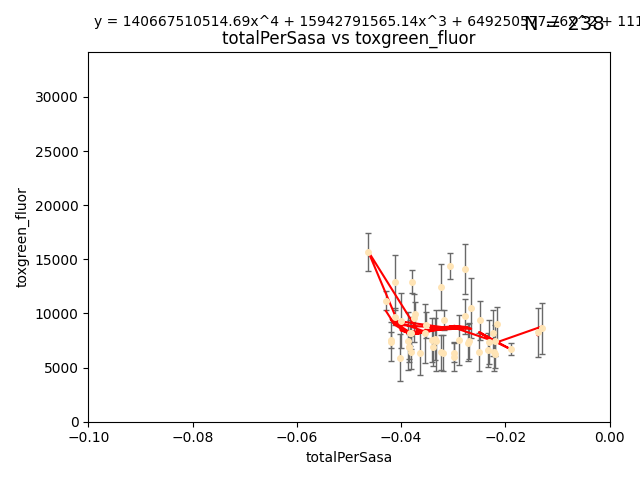 y = 140667510514.69x^4 + 15942791565.14x^3 + 649250577.76x^2 + 111
N = 238
totalPerSasa vs toxgreen_fluor
30000
25000
20000
15000
10000
5000
0
toxgreen_fluor
−0.10
−0.08
−0.06
−0.04
−0.02
0.00
totalPerSasa